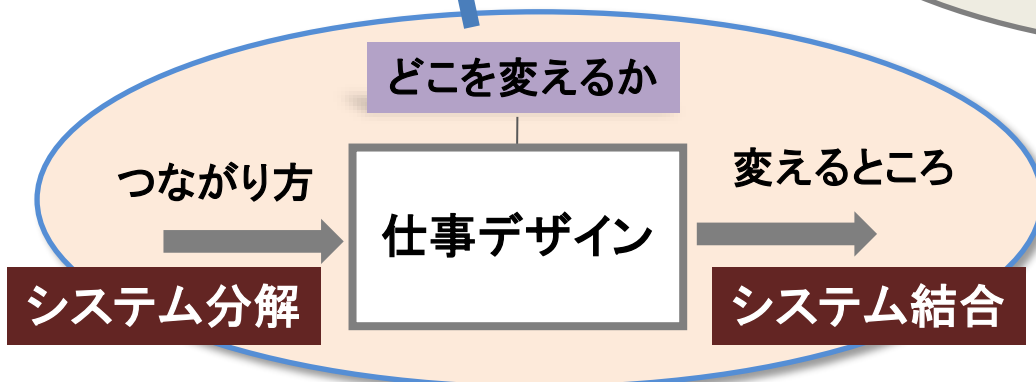 どこを変えるか
つながり方
変えるところ
仕事デザイン
システム分解
システム結合